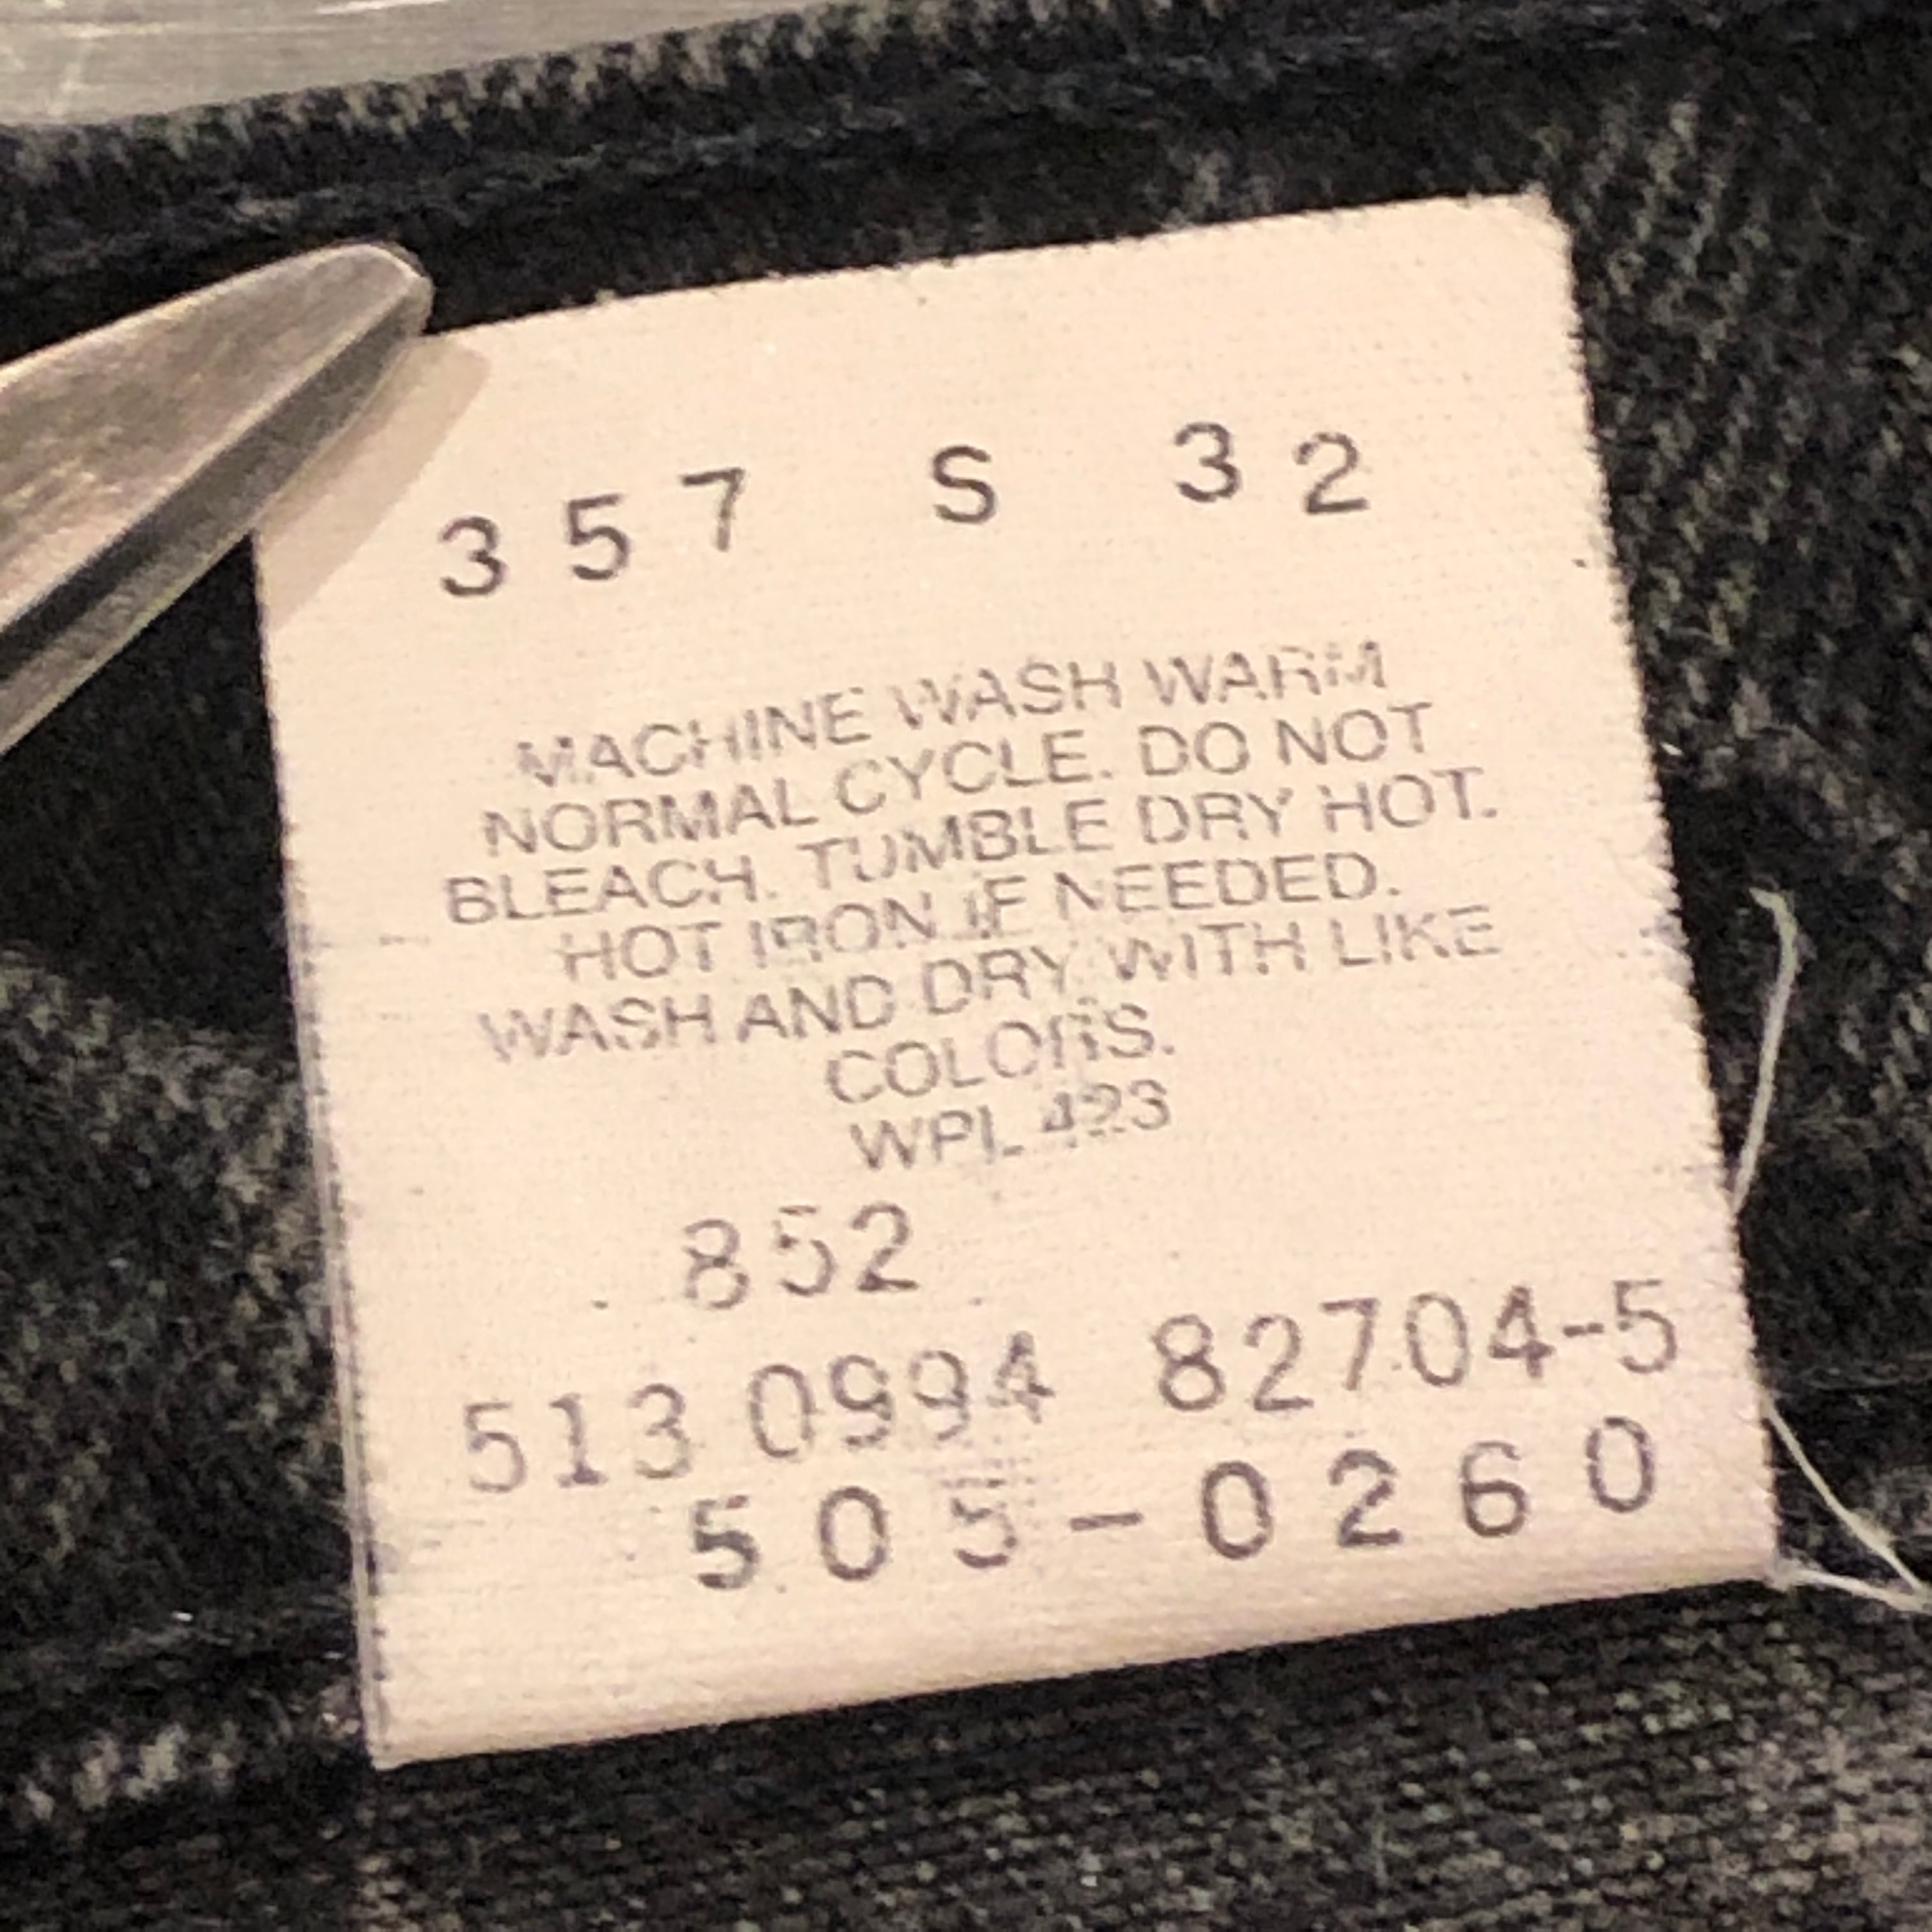 357 S 32
MACHINE WASH WARM
NORMAL CYCLE. DO NOT
BLEACH. TUMBLE DRY HOT.
HOT IRON IF NEEDED.
WASH AND DRY WITH LIKE
COLORS.
WPL 423
852
513 0994 82704-5
505-0260